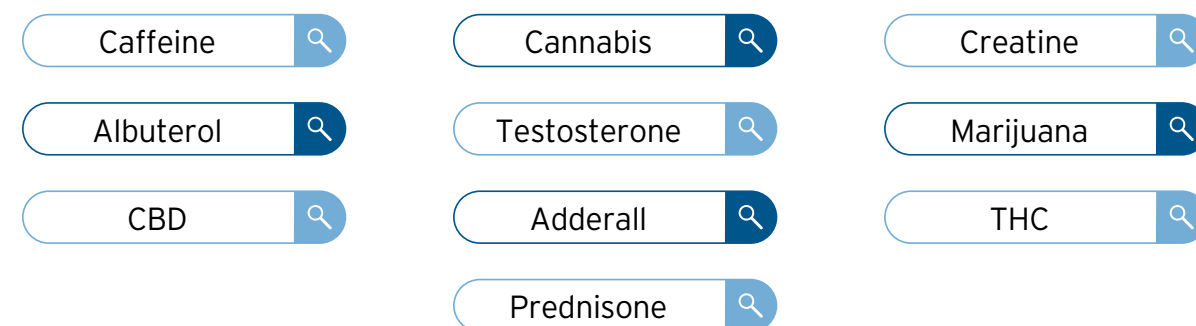 Caffeine
Cannabis
Creatine
Albuterol
Testosterone
Marijuana
CBD
Adderall
THC
Prednisone